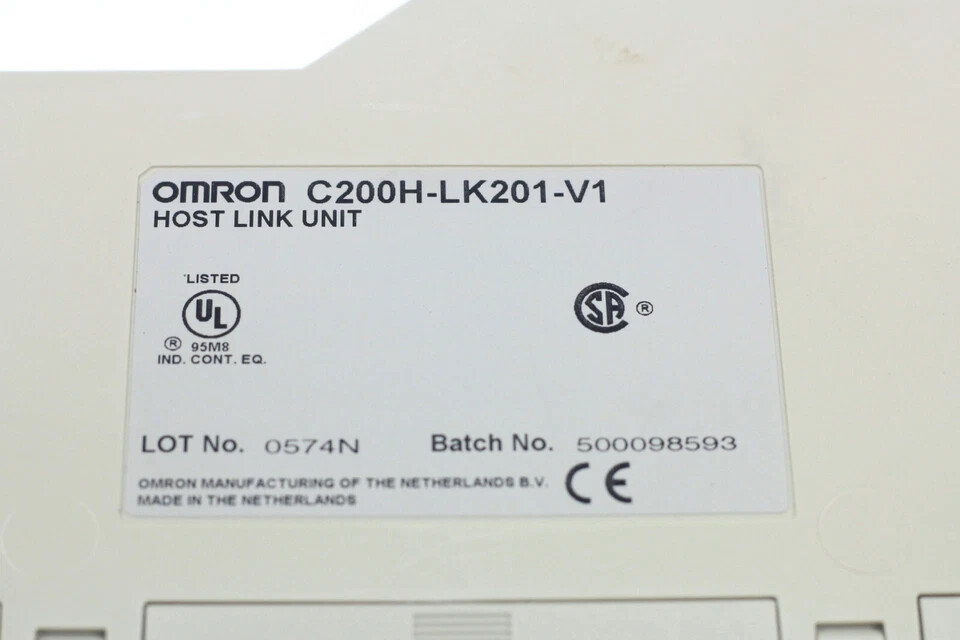 OMRON C200H-LK201-V1
HOST LINK UNIT
LISTED
UL
® 95M8
IND. CONT. EQ.
SA ®
LOT No. 0574N Batch No. 500098593
OMRON MANUFACTURING OF THE NETHERLANDS B.V.
MADE IN THE NETHERLANDS
CE